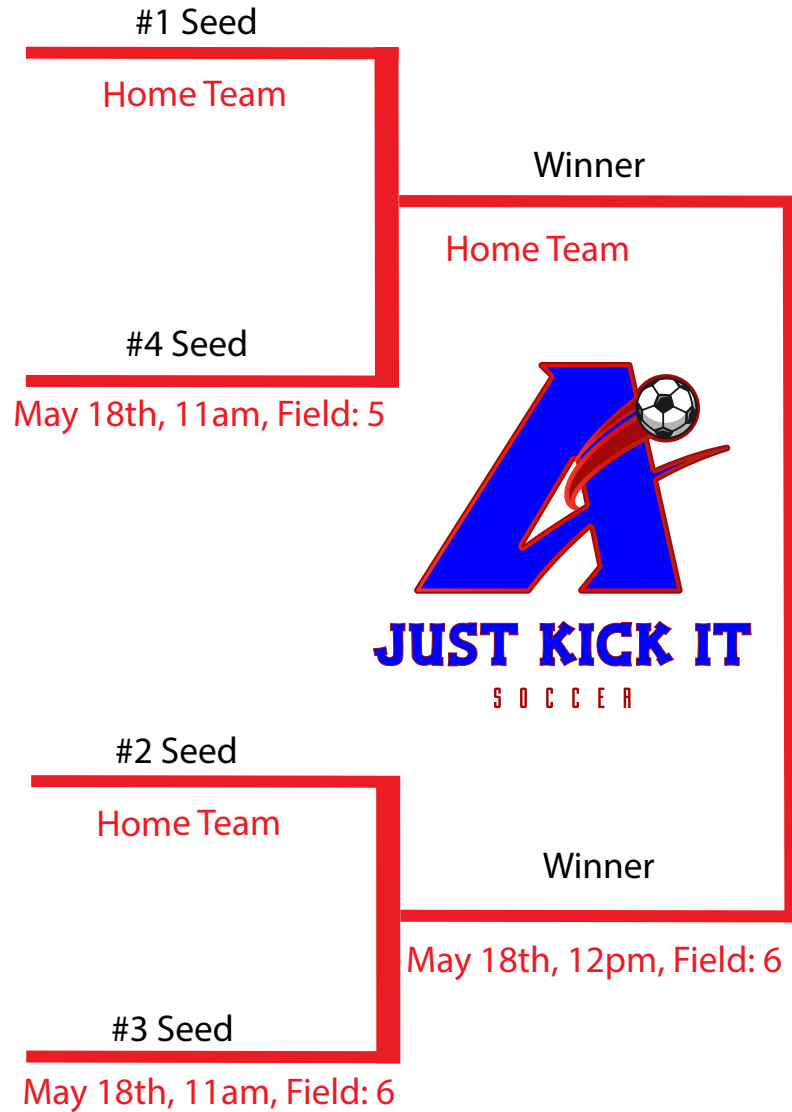 #1 Seed
Home Team
Winner
Home Team
#4 Seed
May 18th, 11am, Field: 5
JUST KICK IT
SOCCER
#2 Seed
Home Team
Winner
May 18th, 12pm, Field: 6
#3 Seed
May 18th, 11am, Field: 6